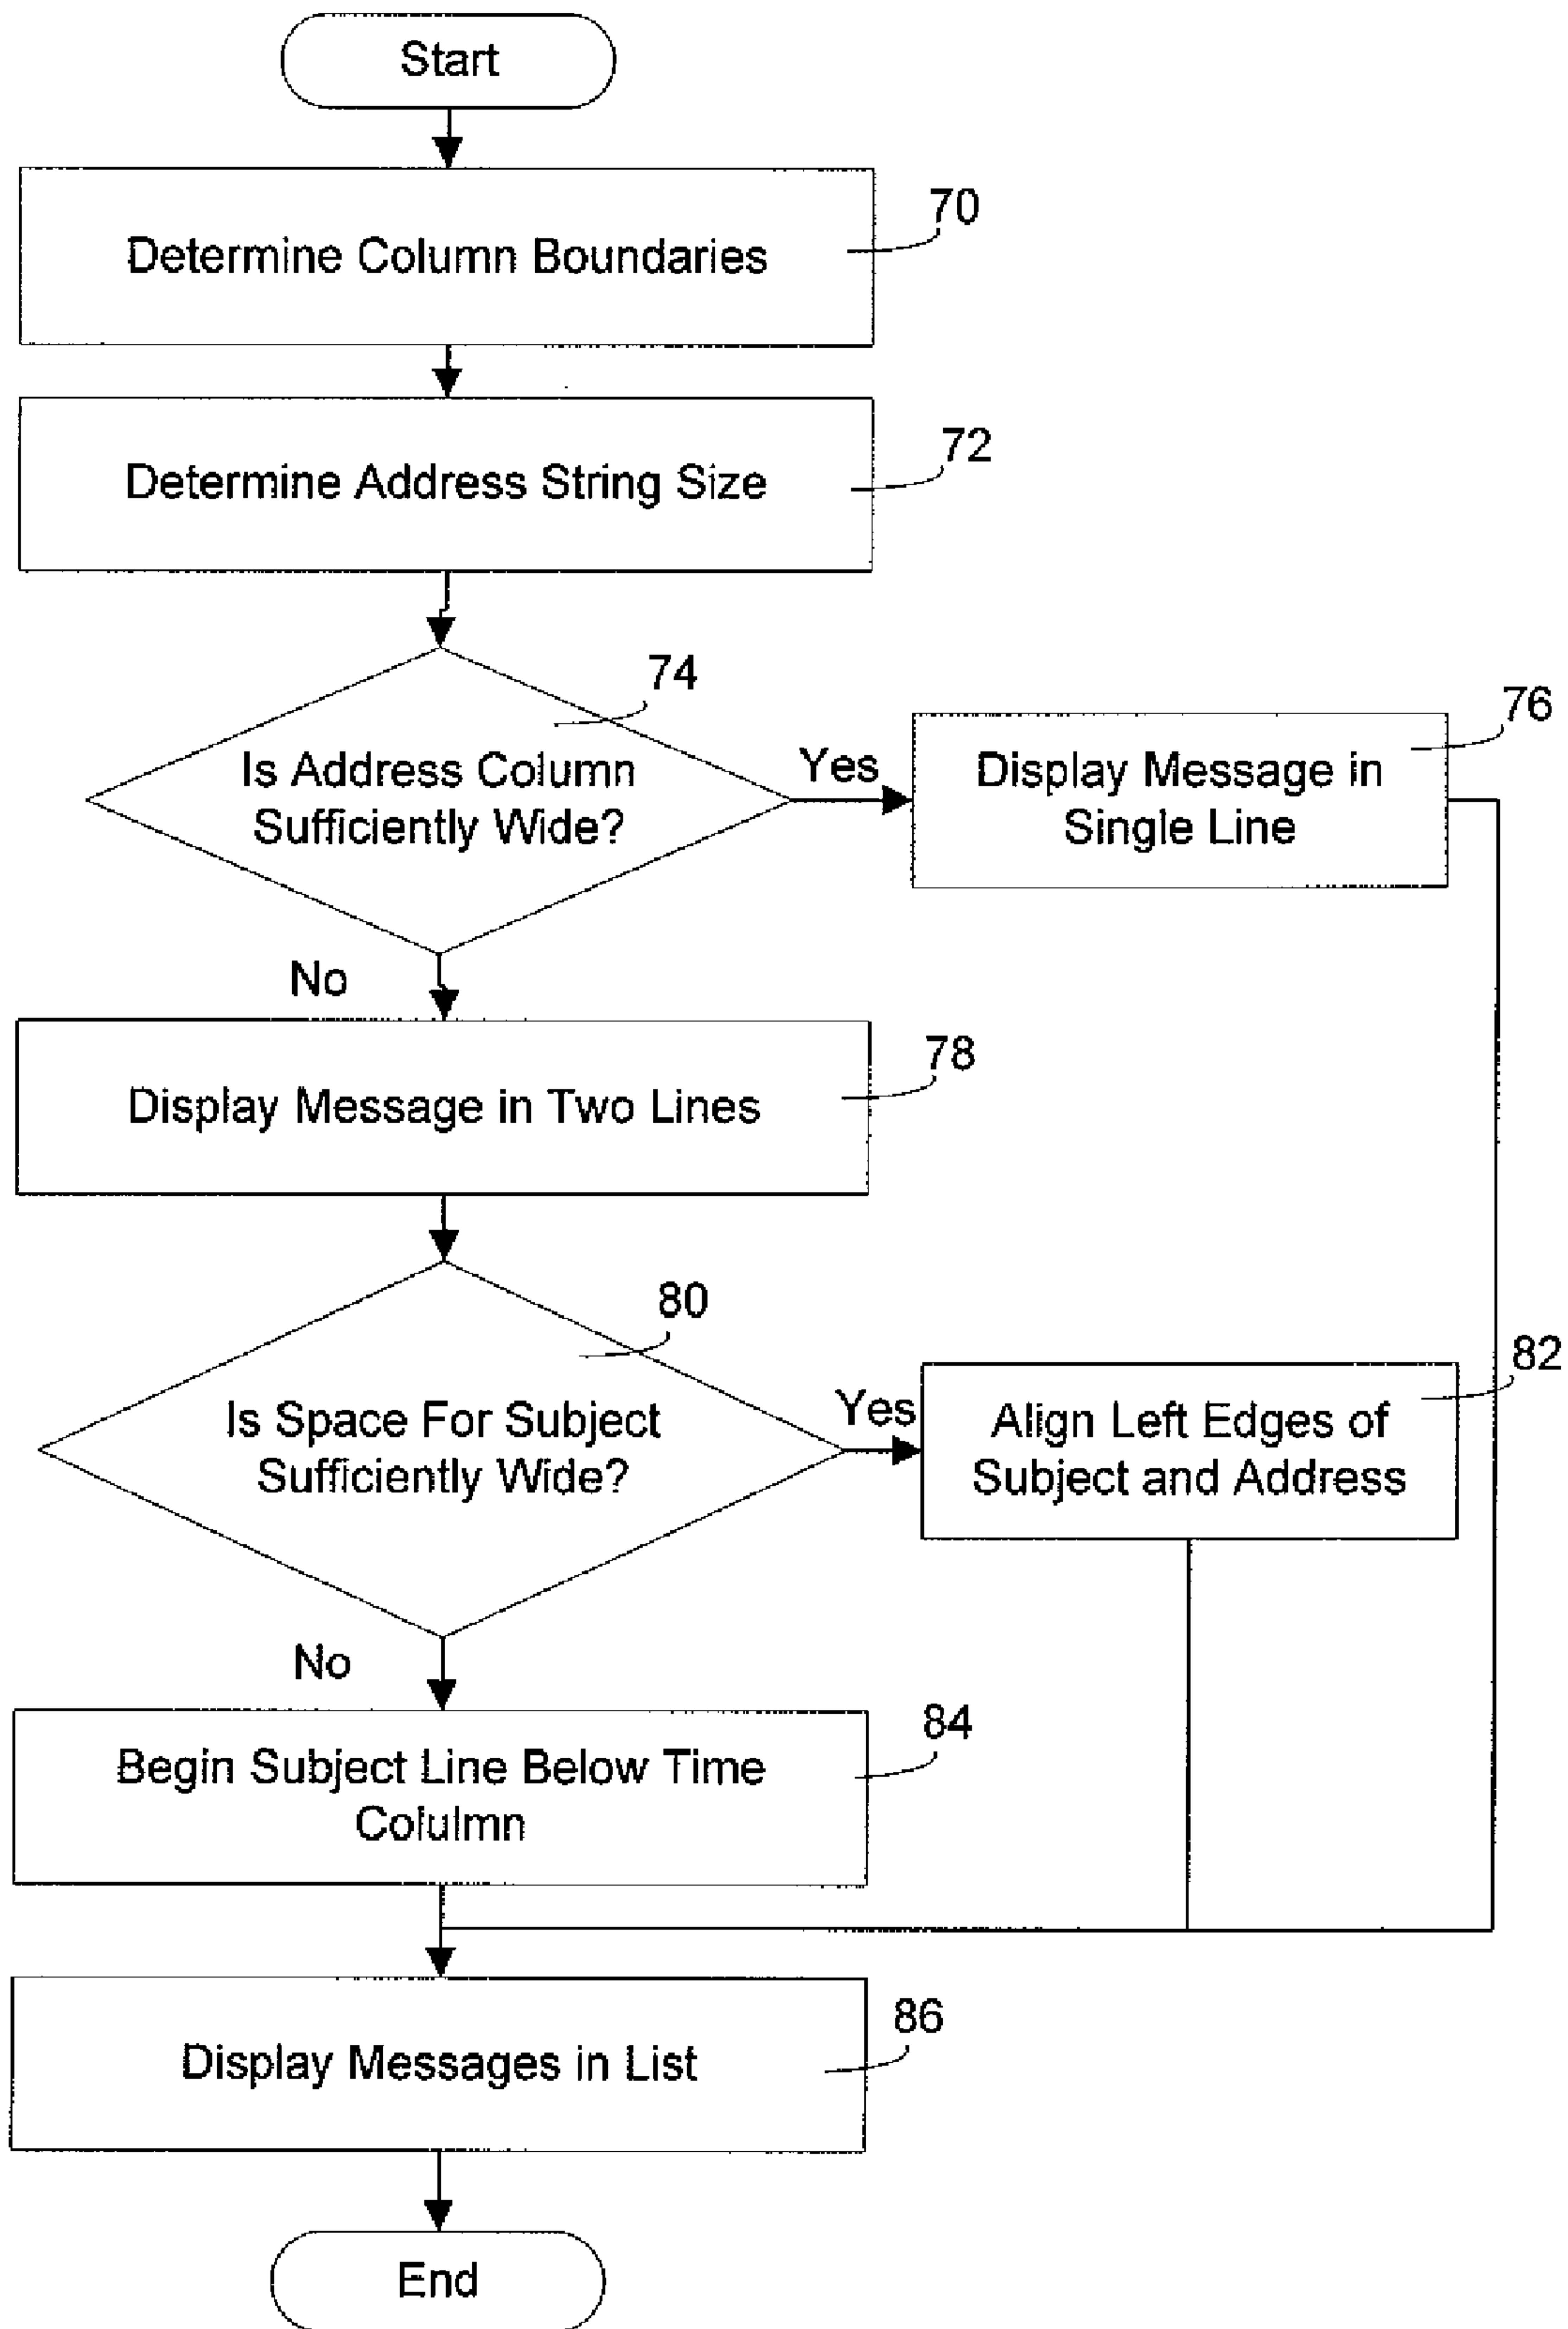 Start
70
Determine Column Boundaries
72
Determine Address String Size
74
Is Address Column
Sufficiently Wide?
Yes
76
Display Message in
Single Line
No
78
Display Message in Two Lines
80
Is Space For Subject
Sufficiently Wide?
Yes
82
Align Left Edges of
Subject and Address
No
84
Begin Subject Line Below Time
Colulmn
86
Display Messages in List
End